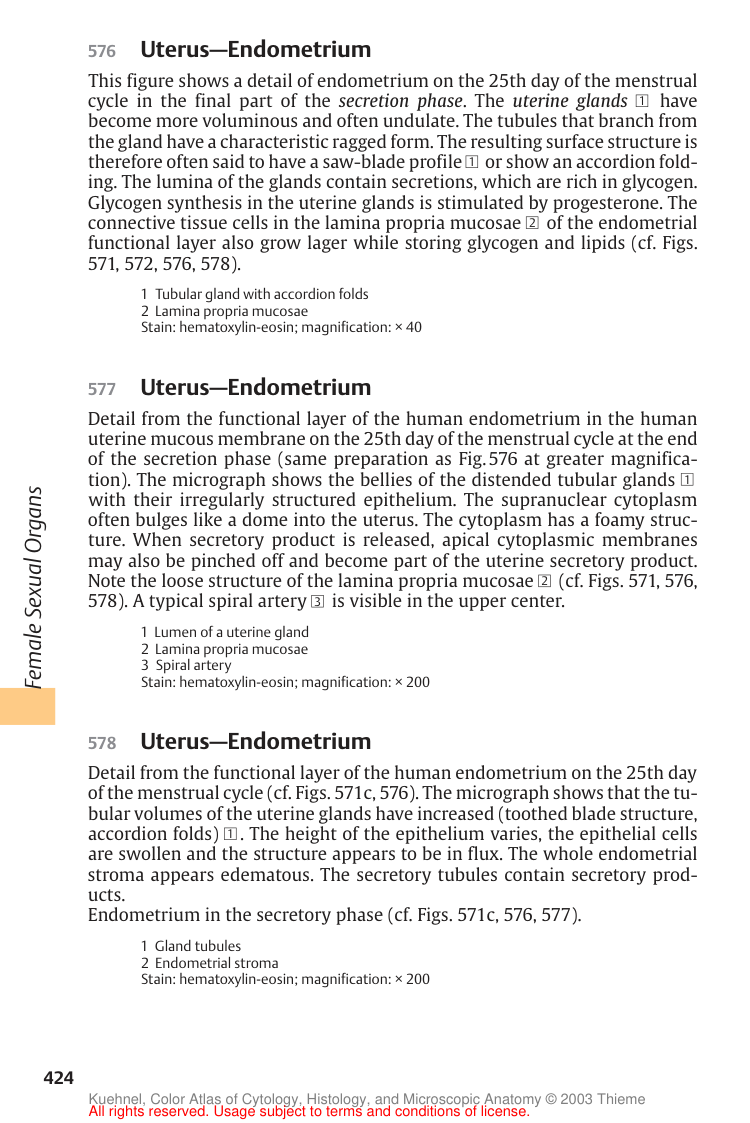 576 Uterus—Endometrium
This figure shows a detail of endometrium on the 25th day of the menstrual
cycle in the final part of the secretion phase. The uterine glands 1 have
become more voluminous and often undulate. The tubules that branch from
the gland have a characteristic ragged form. The resulting surface structure is
therefore often said to have a saw-blade profile 1 or show an accordion fold-
ing. The lumina of the glands contain secretions, which are rich in glycogen.
Glycogen synthesis in the uterine glands is stimulated by progesterone. The
connective tissue cells in the lamina propria mucosae 2 of the endometrial
functional layer also grow lager while storing glycogen and lipids (cf. Figs.
571, 572, 576, 578).
1 Tubular gland with accordion folds
2 Lamina propria mucosae
Stain: hematoxylin-eosin; magnification: × 40
577 Uterus—Endometrium
Detail from the functional layer of the human endometrium in the human
uterine mucous membrane on the 25th day of the menstrual cycle at the end
of the secretion phase (same preparation as Fig. 576 at greater magnifica-
tion). The micrograph shows the bellies of the distended tubular glands 1
with their irregularly structured epithelium. The supranuclear cytoplasm
often bulges like a dome into the uterus. The cytoplasm has a foamy struc-
ture. When secretory product is released, apical cytoplasmic membranes
may also be pinched off and become part of the uterine secretory product.
Note the loose structure of the lamina propria mucosae 2 (cf. Figs. 571, 576,
578). A typical spiral artery 3 is visible in the upper center.
1 Lumen of a uterine gland
2 Lamina propria mucosae
3 Spiral artery
Stain: hematoxylin-eosin; magnification: × 200
578 Uterus—Endometrium
Detail from the functional layer of the human endometrium on the 25th day
of the menstrual cycle (cf. Figs. 571c, 576). The micrograph shows that the tu-
bular volumes of the uterine glands have increased (toothed blade structure,
accordion folds) 1. The height of the epithelium varies, the epithelial cells
are swollen and the structure appears to be in flux. The whole endometrial
stroma appears edematous. The secretory tubules contain secretory prod-
ucts.
Endometrium in the secretory phase (cf. Figs. 571c, 576, 577).
1 Gland tubules
2 Endometrial stroma
Stain: hematoxylin-eosin; magnification: × 200
Female Sexual Organs
424
Kuehnel, Color Atlas of Cytology, Histology, and Microscopic Anatomy © 2003 Thieme
All rights reserved. Usage subject to terms and conditions of license.